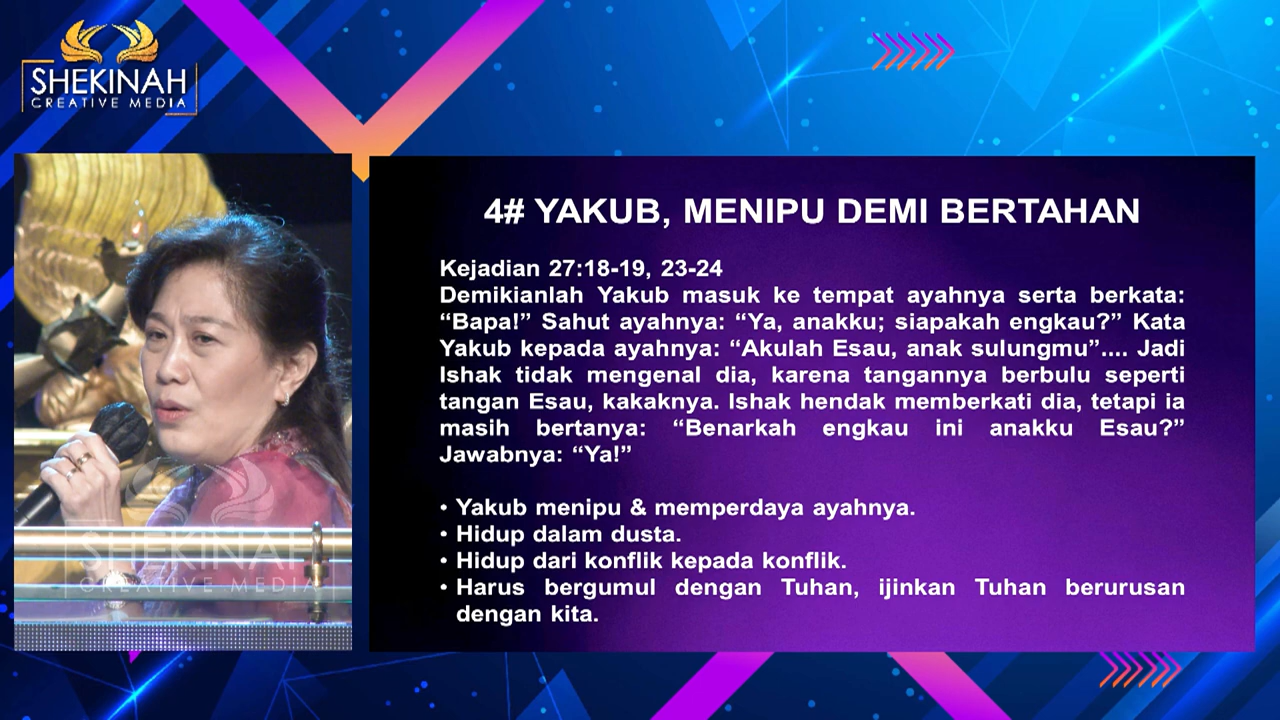 SHEKINAH
CREATIVE MEDIA
4# YAKUB, MENIPU DEMI BERTAHAN
Kejadian 27:18-19, 23-24
Demikianlah Yakub masuk ke tempat ayahnya serta berkata:
“Bapa!” Sahut ayahnya: “Ya, anakku; siapakah engkau?” Kata
Yakub kepada ayahnya: “Akulah Esau, anak sulungmu”.... Jadi
Ishak tidak mengenal dia, karena tangannya berbulu seperti
tangan Esau, kakaknya. Ishak hendak memberkati dia, tetapi ia
masih bertanya: “Benarkah engkau ini anakku Esau?”
Jawabnya: “Ya!”
• Yakub menipu & memperdaya ayahnya.
• Hidup dalam dusta.
• Hidup dari konflik kepada konflik.
• Harus bergumul dengan Tuhan, ijinkan Tuhan berurusan
dengan kita.
SHEKINAH
CREATIVE MEDIA